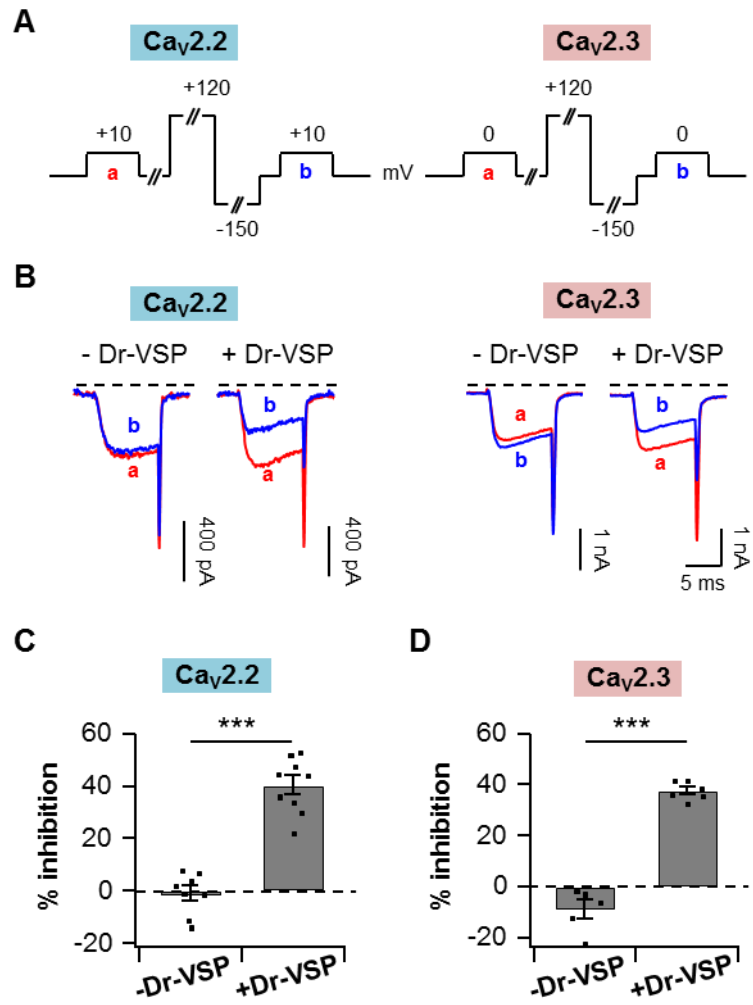 A
Cav2.2
Cav2.3
+120
+120
+10
+10
0
0
a
b
mV
a
b
-150
-150
B
Cav2.2
Cav2.3
- Dr-VSP
+ Dr-VSP
- Dr-VSP
+ Dr-VSP
b
a
400 pA
b
a
400 pA
a
b
1 nA
b
a
1 nA
5 ms
C
Cav2.2
***
% inhibition
60
40
20
0
-20
-Dr-VSP
+Dr-VSP
D
Cav2.3
***
% inhibition
60
40
20
0
-20
-Dr-VSP
+Dr-VSP